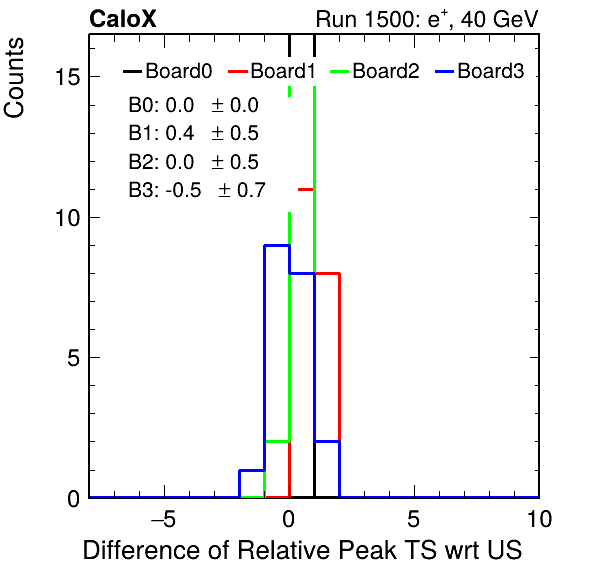 CaloX Run 1500: e⁺, 40 GeV
Counts
Board0 Board1 Board2 Board3
B0: 0.0 ± 0.0
B1: 0.4 ± 0.5
B2: 0.0 ± 0.5
B3: -0.5 ± 0.7
15
10
5
0
−5 0 5 10
Difference of Relative Peak TS wrt US